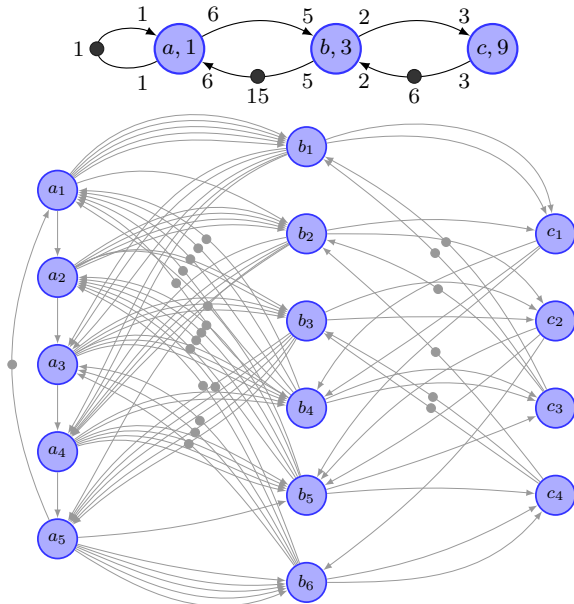 1 6 5 2 3
1 a, 1 b, 3 c, 9
1 6 15 5 2 6 3
b₁
a₁
b₂ c₁
a₂
b₃ c₂
a₃
b₄ c₃
a₄
b₅ c₄
a₅
b₆